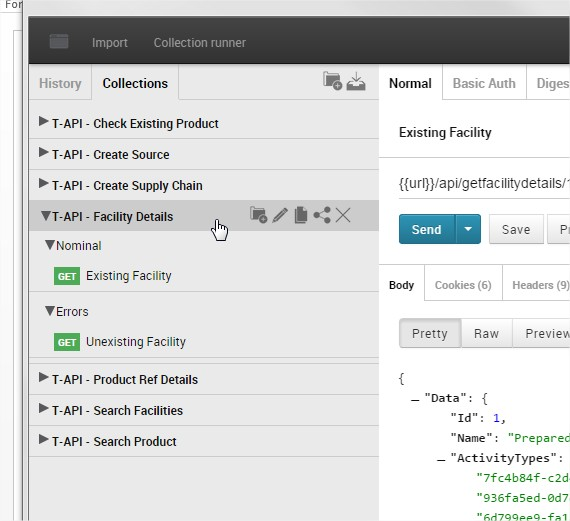 For
Import Collection runner
History Collections
T-API - Check Existing Product
T-API - Create Source
T-API - Create Supply Chain
T-API - Facility Details
Nominal
GET Existing Facility
Errors
GET Unexisting Facility
T-API - Product Ref Details
T-API - Search Facilities
T-API - Search Product
Normal Basic Auth Diges
Existing Facility
{{url}}/api/getfacilitydetails/
Send Save
Body Cookies (6) Headers (9)
Pretty Raw Preview
{
"Data": {
"Id": 1,
"Name": "Prepared
"ActivityTypes":
"7fc4b84f-c2d
"936fa5ed-0d7
"6d799ee9-fa1